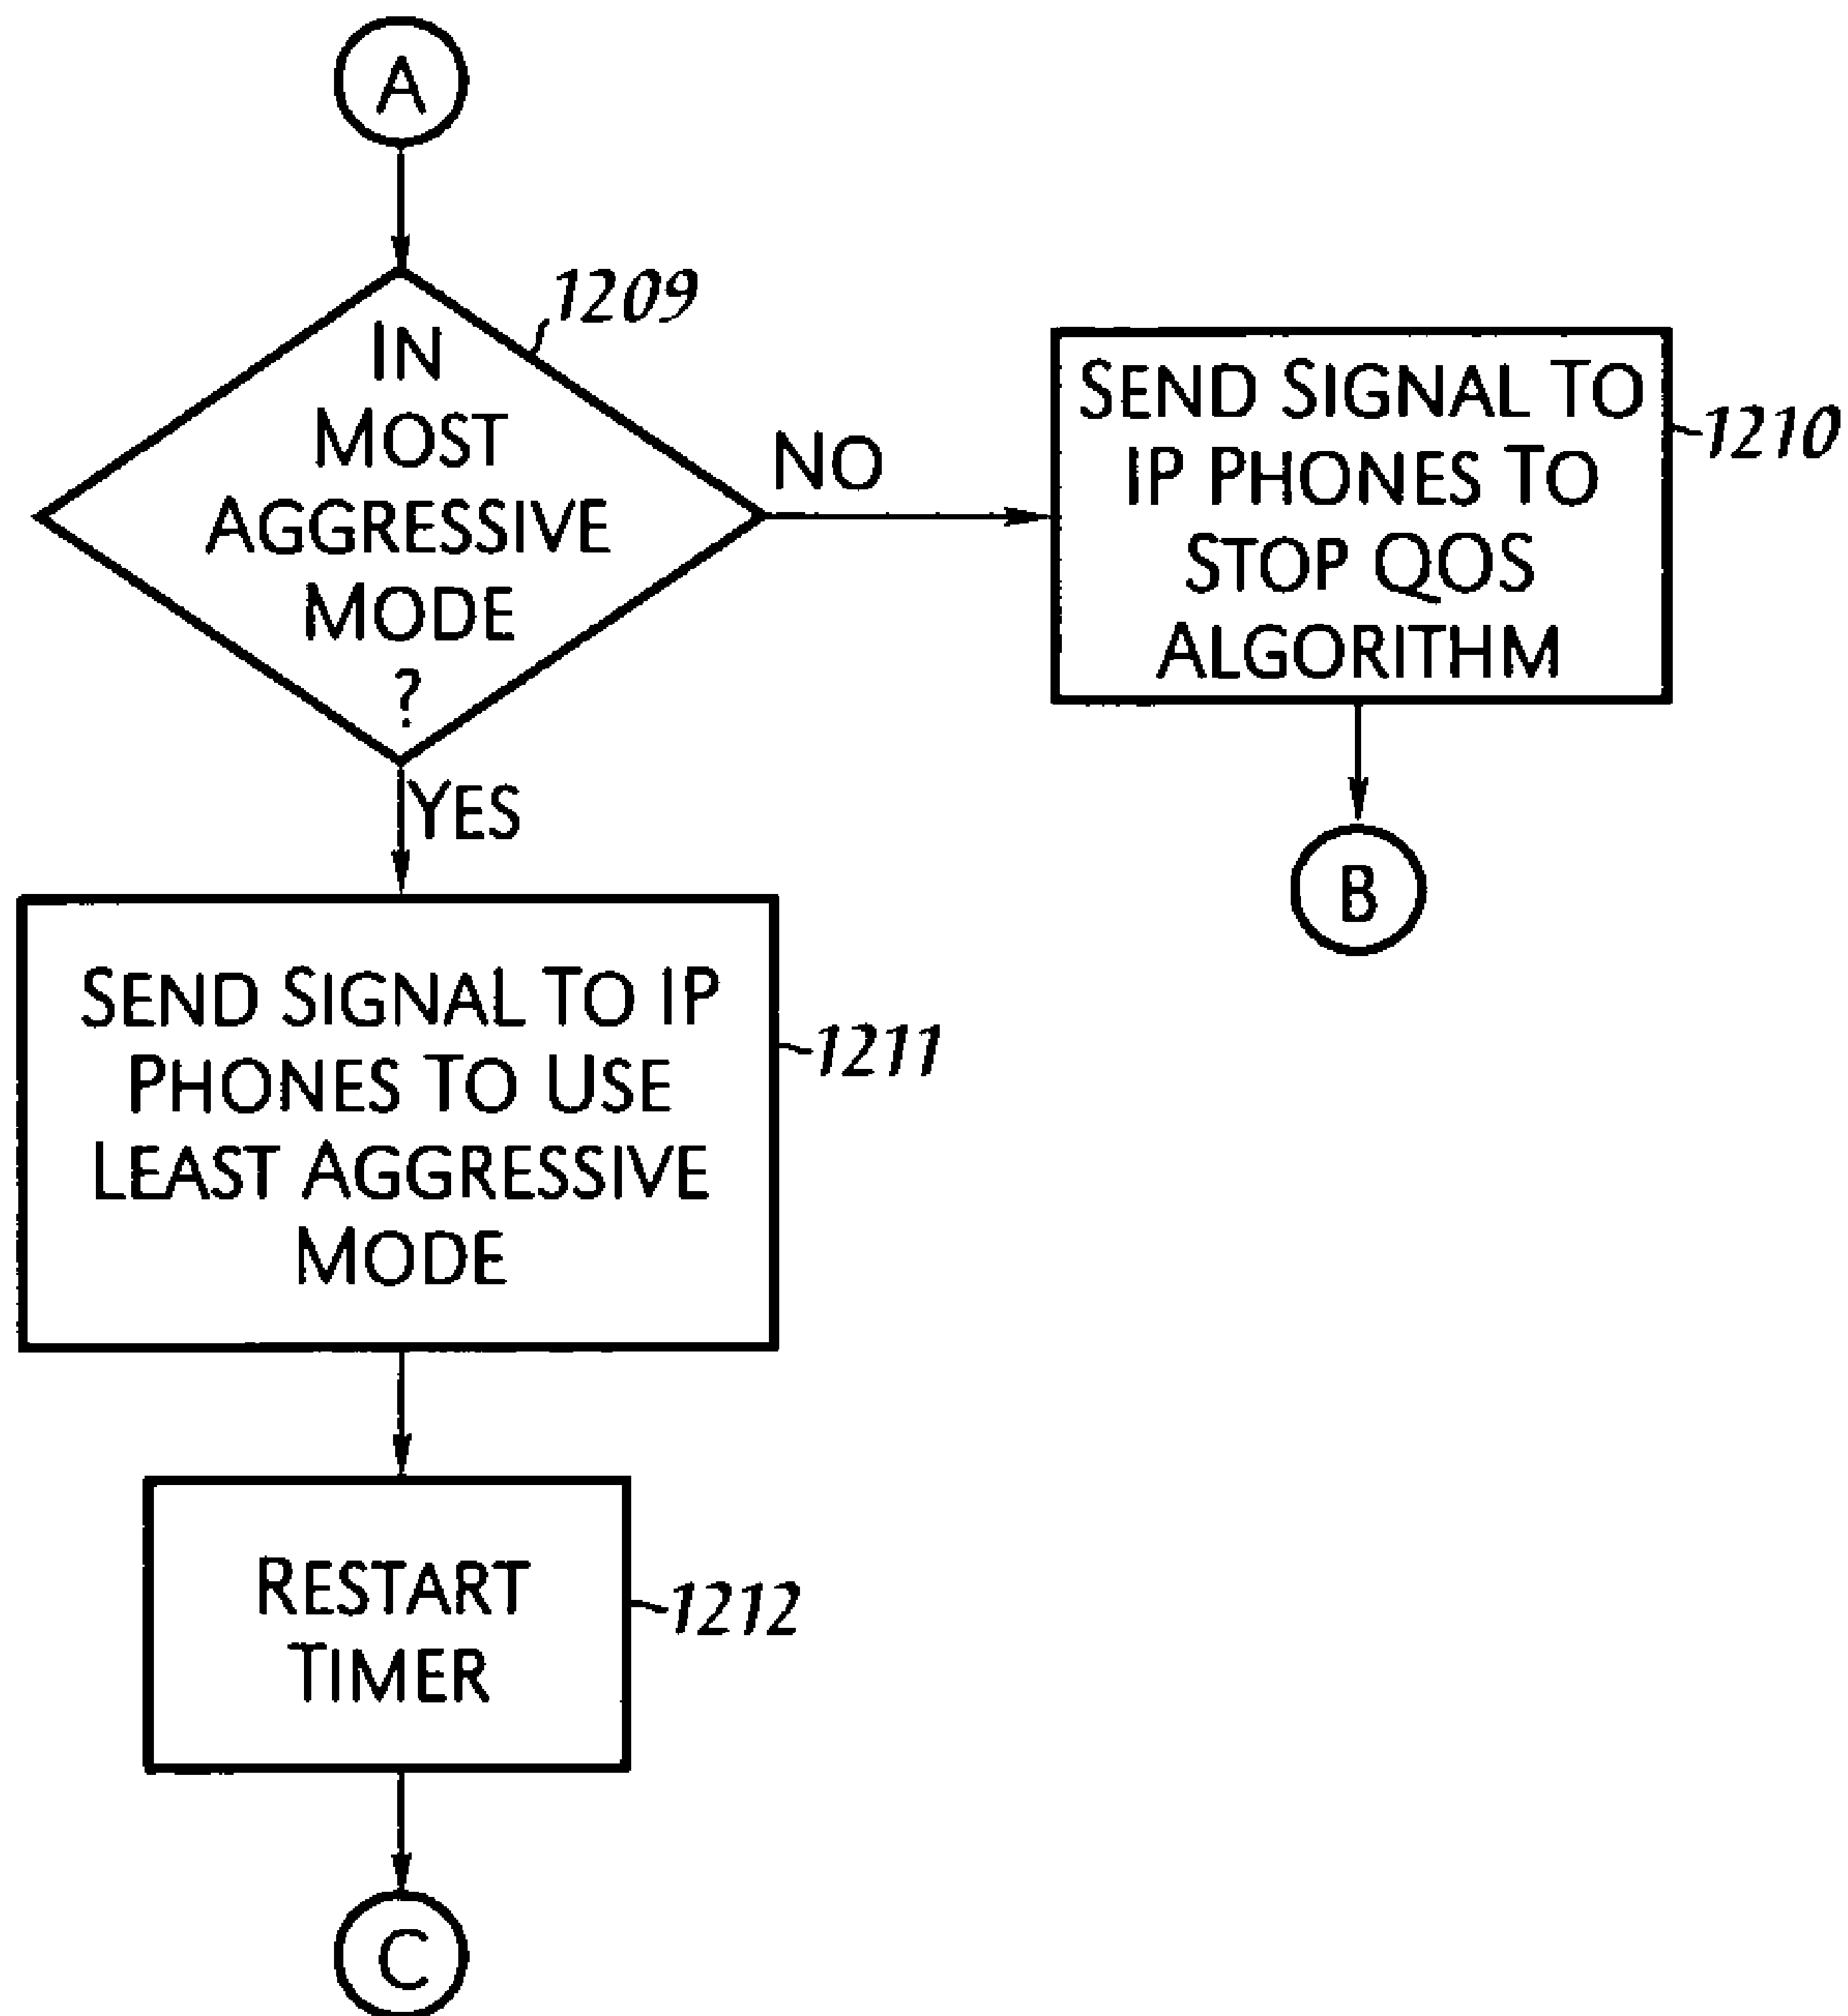 A
1209
IN
MOST
AGGRESSIVE
MODE
?
NO
SEND SIGNAL TO
IP PHONES TO
STOP QOS
ALGORITHM
1210
B
YES
SEND SIGNAL TO IP
PHONES TO USE
LEAST AGGRESSIVE
MODE
1211
RESTART
TIMER
1212
C